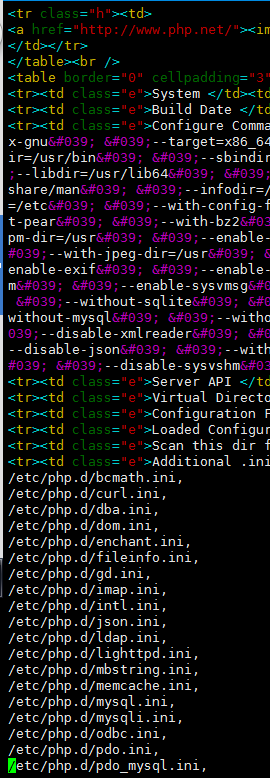 <tr class="h"><td>
<a href="http://www.php.net/"><im
</td></tr>
</table><br />
<table border="0" cellpadding="3"
<tr><td class="e">System </td><td
<tr><td class="e">Build Date </td
<tr><td class="e">Configure Comma
x-gnu&#039; &#039;--target=x86_64
ir=/usr/bin&#039; &#039;--sbindir
;--libdir=/usr/lib64&#039; &#039;
share/man&#039; &#039;--infodir=/
=/etc&#039; &#039;--with-config-f
t-pear&#039; &#039;--with-bz2&#03
pm-dir=/usr&#039; &#039;--enable-
#039;--with-jpeg-dir=/usr&#039; &
enable-exif&#039; &#039;--enable-
m&#039; &#039;--enable-sysvmsg&#0
 &#039; &#039;--without-sqlite&#0
without-mysql&#039; &#039;--witho
039;--disable-xmlreader&#039; &#0
--disable-json&#039; &#039;--with
#039; &#039;--disable-sysvshm&#03
<tr><td class="e">Server API </td
<tr><td class="e">Virtual Directo
<tr><td class="e">Configuration F
<tr><td class="e">Loaded Configur
<tr><td class="e">Scan this dir f
<tr><td class="e">Additional .ini
/etc/php.d/bcmath.ini,
/etc/php.d/curl.ini,
/etc/php.d/dba.ini,
/etc/php.d/dom.ini,
/etc/php.d/enchant.ini,
/etc/php.d/fileinfo.ini,
/etc/php.d/gd.ini,
/etc/php.d/imap.ini,
/etc/php.d/intl.ini,
/etc/php.d/json.ini,
/etc/php.d/ldap.ini,
/etc/php.d/lighttpd.ini,
/etc/php.d/mbstring.ini,
/etc/php.d/memcache.ini,
/etc/php.d/mysql.ini,
/etc/php.d/mysqli.ini,
/etc/php.d/odbc.ini,
/etc/php.d/pdo.ini,
/etc/php.d/pdo_mysql.ini,